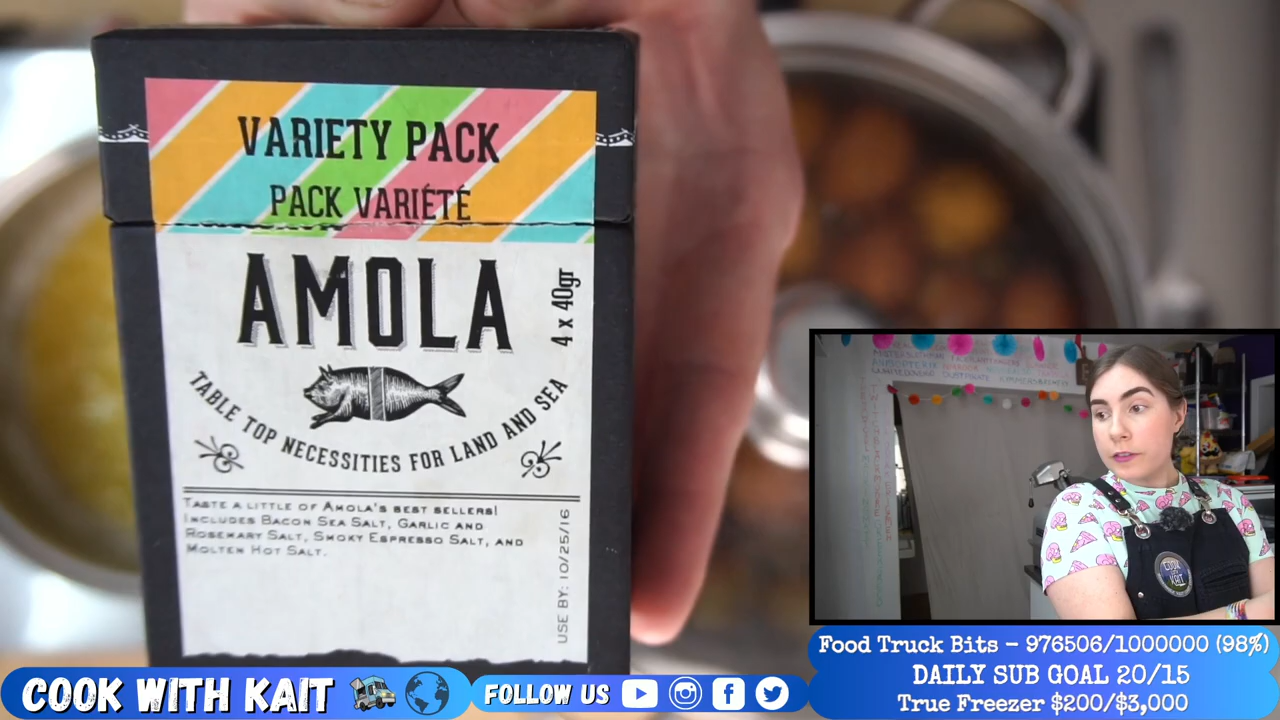 VARIETY PACK
PACK VARIÉTÉ
AMOLA
4 x 40gr
TABLE TOP NECESSITIES FOR LAND AND SEA
TASTE A LITTLE OF AMOLA'S BEST SELLERS!
INCLUDES BACON SEA SALT, GARLIC AND
ROSEMARY SALT, SMOKY ESPRESSO SALT, AND
MOLTEN HOT SALT.
USE BY: 10/25/16
COOK WITH KAIT
FOLLOW US
Food Truck Bits - 976506/1000000 (98%)
DAILY SUB GOAL 20/15
True Freezer $200/$3,000